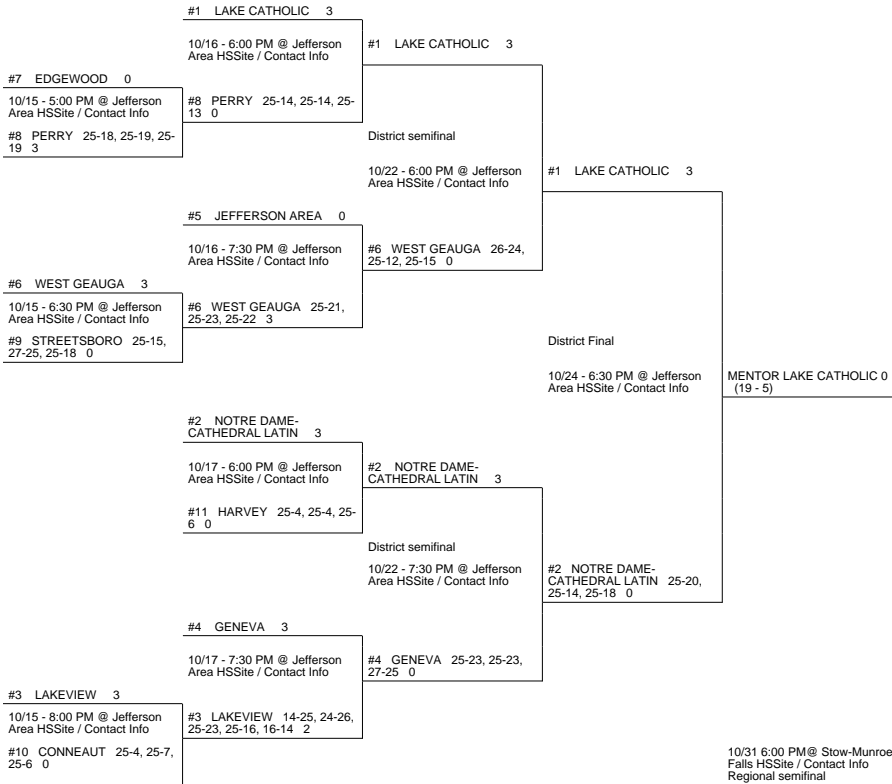 #1 LAKE CATHOLIC 3
10/16 - 6:00 PM @ Jefferson
Area HSSite / Contact Info
#1 LAKE CATHOLIC 3
#7 EDGEWOOD 0
10/15 - 5:00 PM @ Jefferson
Area HSSite / Contact Info
#8 PERRY 25-14, 25-14, 25-
13 0
#8 PERRY 25-18, 25-19, 25-
19 3
District semifinal
10/22 - 6:00 PM @ Jefferson
Area HSSite / Contact Info
#1 LAKE CATHOLIC 3
#5 JEFFERSON AREA 0
10/16 - 7:30 PM @ Jefferson
Area HSSite / Contact Info
#6 WEST GEAUGA 26-24,
25-12, 25-15 0
#6 WEST GEAUGA 3
10/15 - 6:30 PM @ Jefferson
Area HSSite / Contact Info
#6 WEST GEAUGA 25-21,
25-23, 25-22 3
#9 STREETSBORO 25-15,
27-25, 25-18 0
District Final
10/24 - 6:30 PM @ Jefferson
Area HSSite / Contact Info
MENTOR LAKE CATHOLIC 0
(19 - 5)
#2 NOTRE DAME-
CATHEDRAL LATIN 3
10/17 - 6:00 PM @ Jefferson
Area HSSite / Contact Info
#2 NOTRE DAME-
CATHEDRAL LATIN 3
#11 HARVEY 25-4, 25-4, 25-
6 0
District semifinal
10/22 - 7:30 PM @ Jefferson
Area HSSite / Contact Info
#2 NOTRE DAME-
CATHEDRAL LATIN 25-20,
25-14, 25-18 0
#4 GENEVA 3
10/17 - 7:30 PM @ Jefferson
Area HSSite / Contact Info
#4 GENEVA 25-23, 25-23,
27-25 0
#3 LAKEVIEW 3
10/15 - 8:00 PM @ Jefferson
Area HSSite / Contact Info
#3 LAKEVIEW 14-25, 24-26,
25-23, 25-16, 16-14 2
#10 CONNEAUT 25-4, 25-7,
25-6 0
10/31 6:00 PM@ Stow-Munroe
Falls HSSite / Contact Info
Regional semifinal